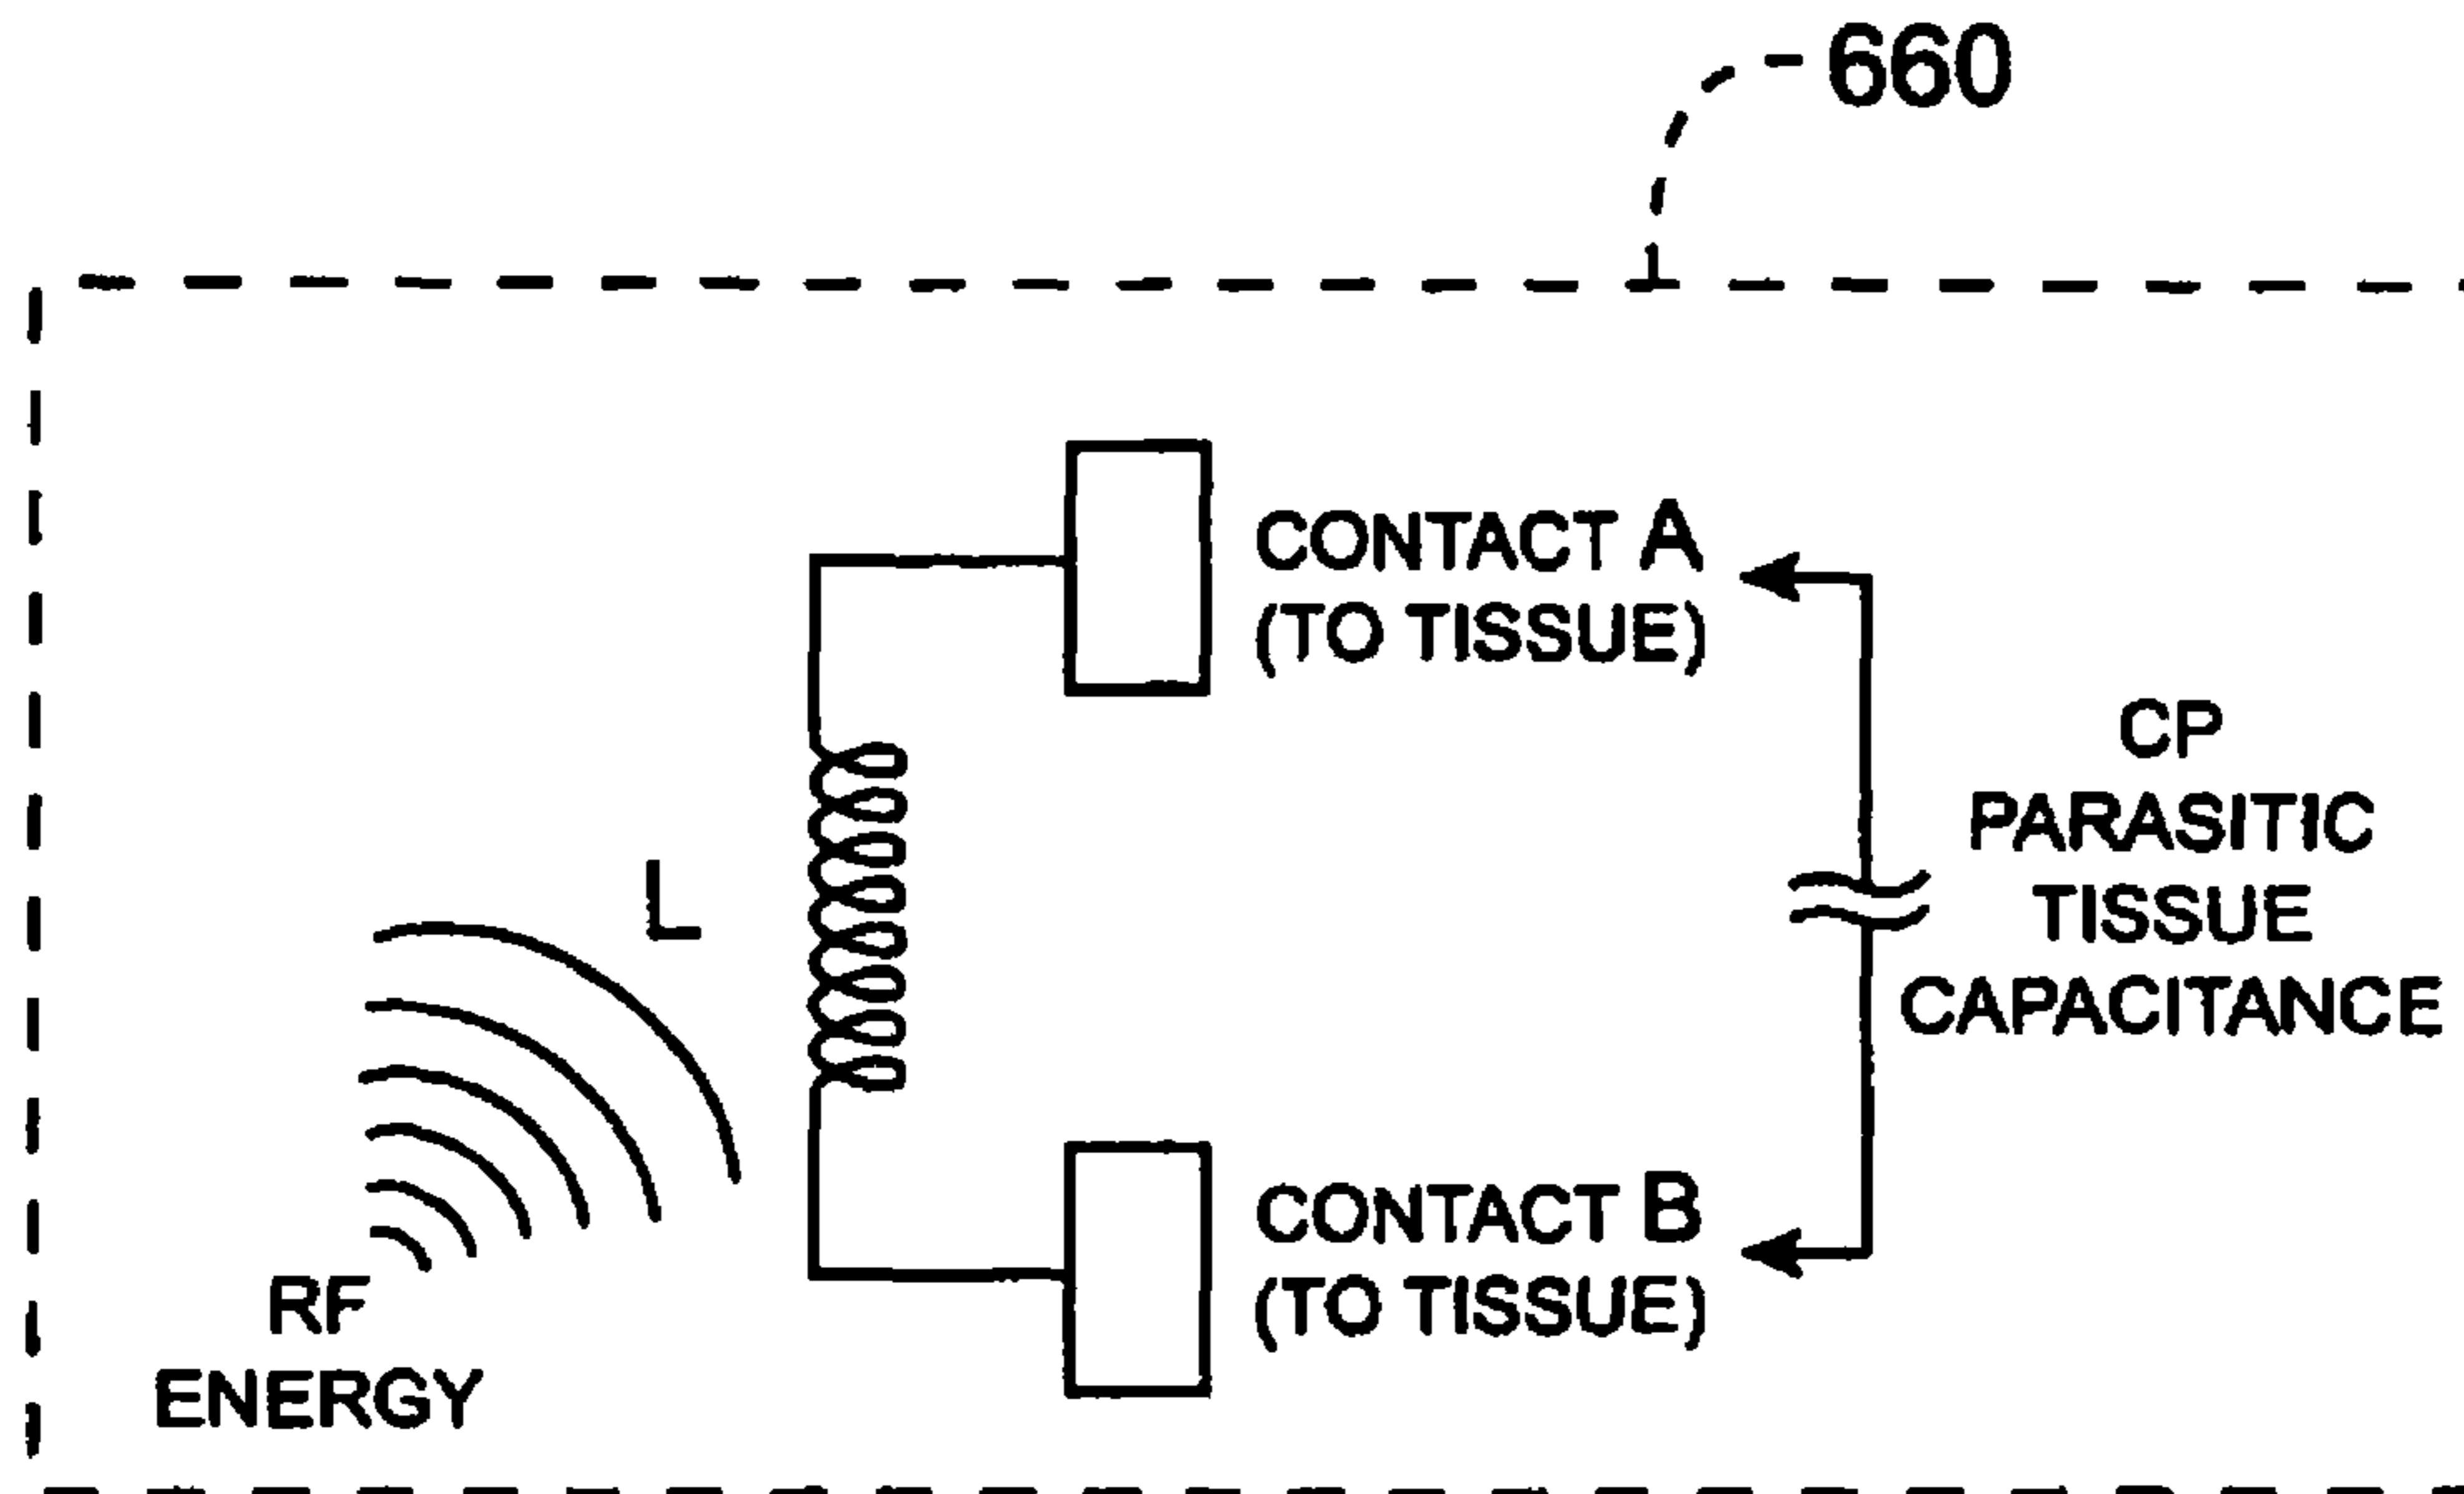 660
CONTACT A
(TO TISSUE)
CP
PARASITIC
TISSUE
CAPACITANCE
L
CONTACT B
(TO TISSUE)
RF
ENERGY